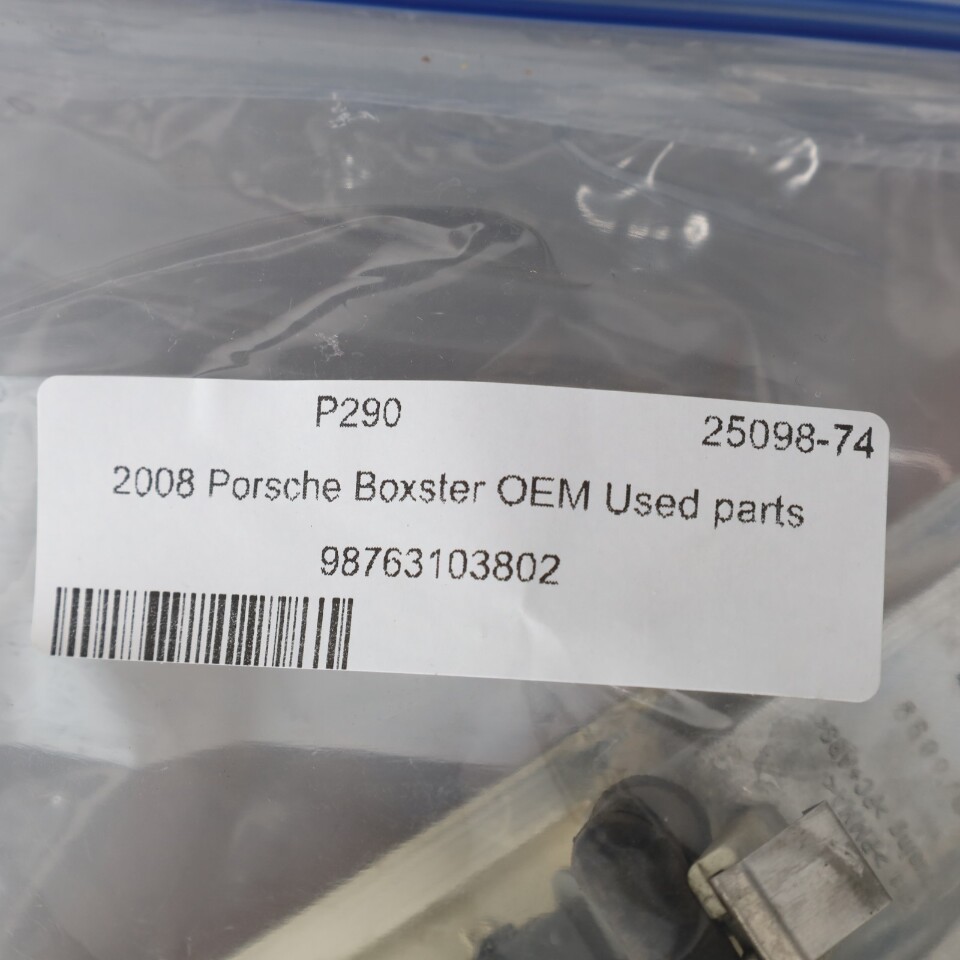 P290 25098-74
2008 Porsche Boxster OEM Used parts
98763103802